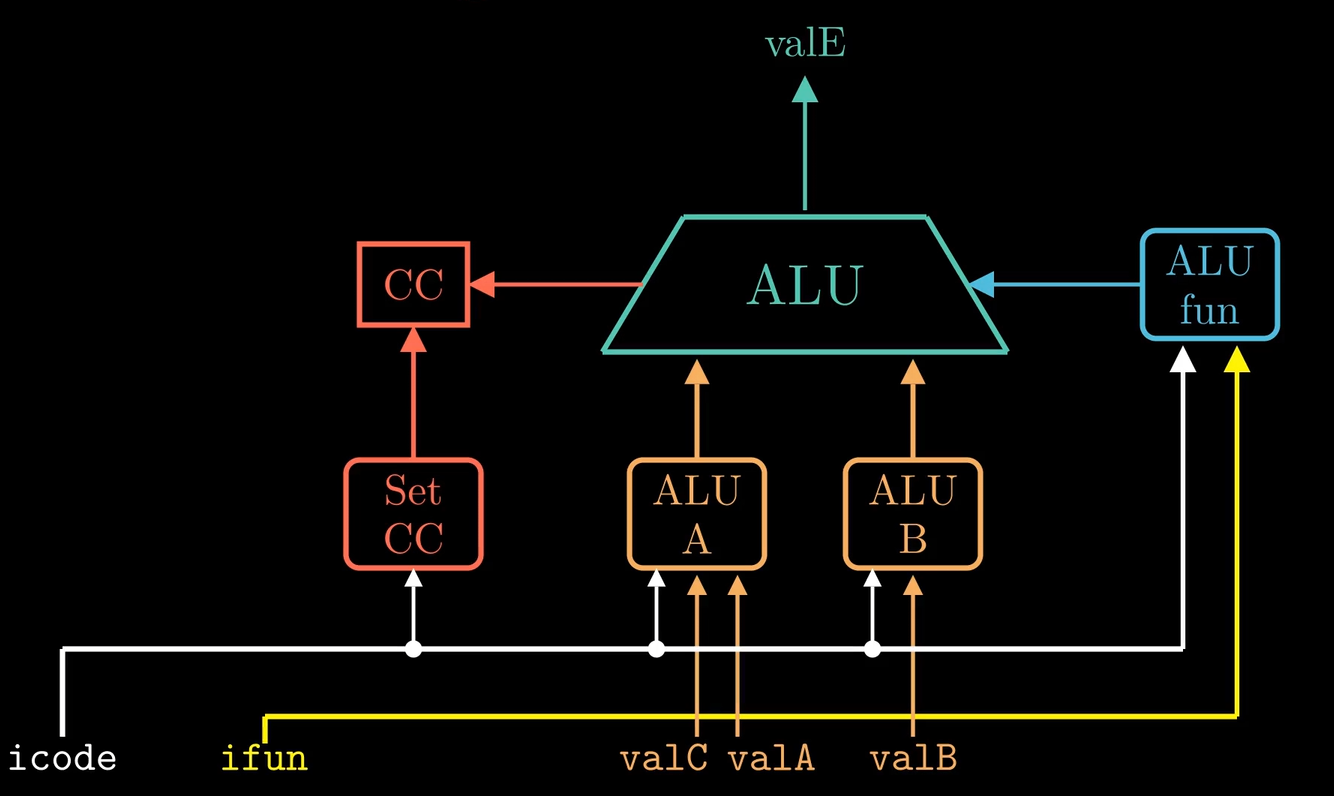 valE
CC
ALU
ALU
fun
Set
CC
ALU
A
ALU
B
icode
ifun
valC
valA
valB